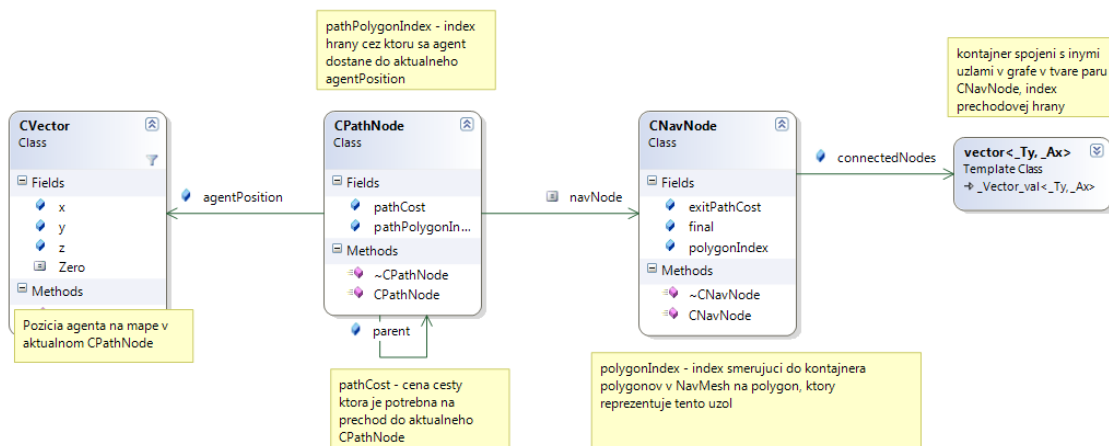 pathPolygonIndex - index
hrany cez ktoru sa agent
dostane do aktualneho
agentPosition
kontajner spojeni s inymi
uzlami v grafe v tvare paru
CNavNode, index
prechodovej hrany
CVector
Class
Fields
x
y
z
Zero
Methods
Pozicia agenta na mape v
aktualnom CPathNode
agentPosition
CPathNode
Class
Fields
pathCost
pathPolygonIn...
Methods
~CPathNode
CPathNode
parent
pathCost - cena cesty
ktora je potrebna na
prechod do aktualneho
CPathNode
navNode
CNavNode
Class
Fields
exitPathCost
final
polygonIndex
Methods
~CNavNode
CNavNode
polygonIndex - index smerujuci do kontajnera
polygonov v NavMesh na polygon, ktory
reprezentuje tento uzol
connectedNodes
vector<_Ty,_Ax>
Template Class
_Vector_val<_Ty,_Ax>